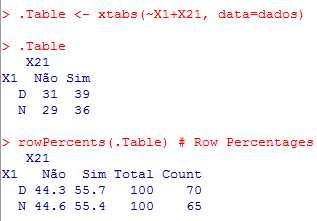 > .Table <- xtabs(~X1+X21, data=dados)
> .Table
X21
X1 Não Sim
D 31 39
N 29 36
> rowPercents(.Table) # Row Percentages
X21
X1 Não Sim Total Count
D 44.3 55.7 100 70
N 44.6 55.4 100 65